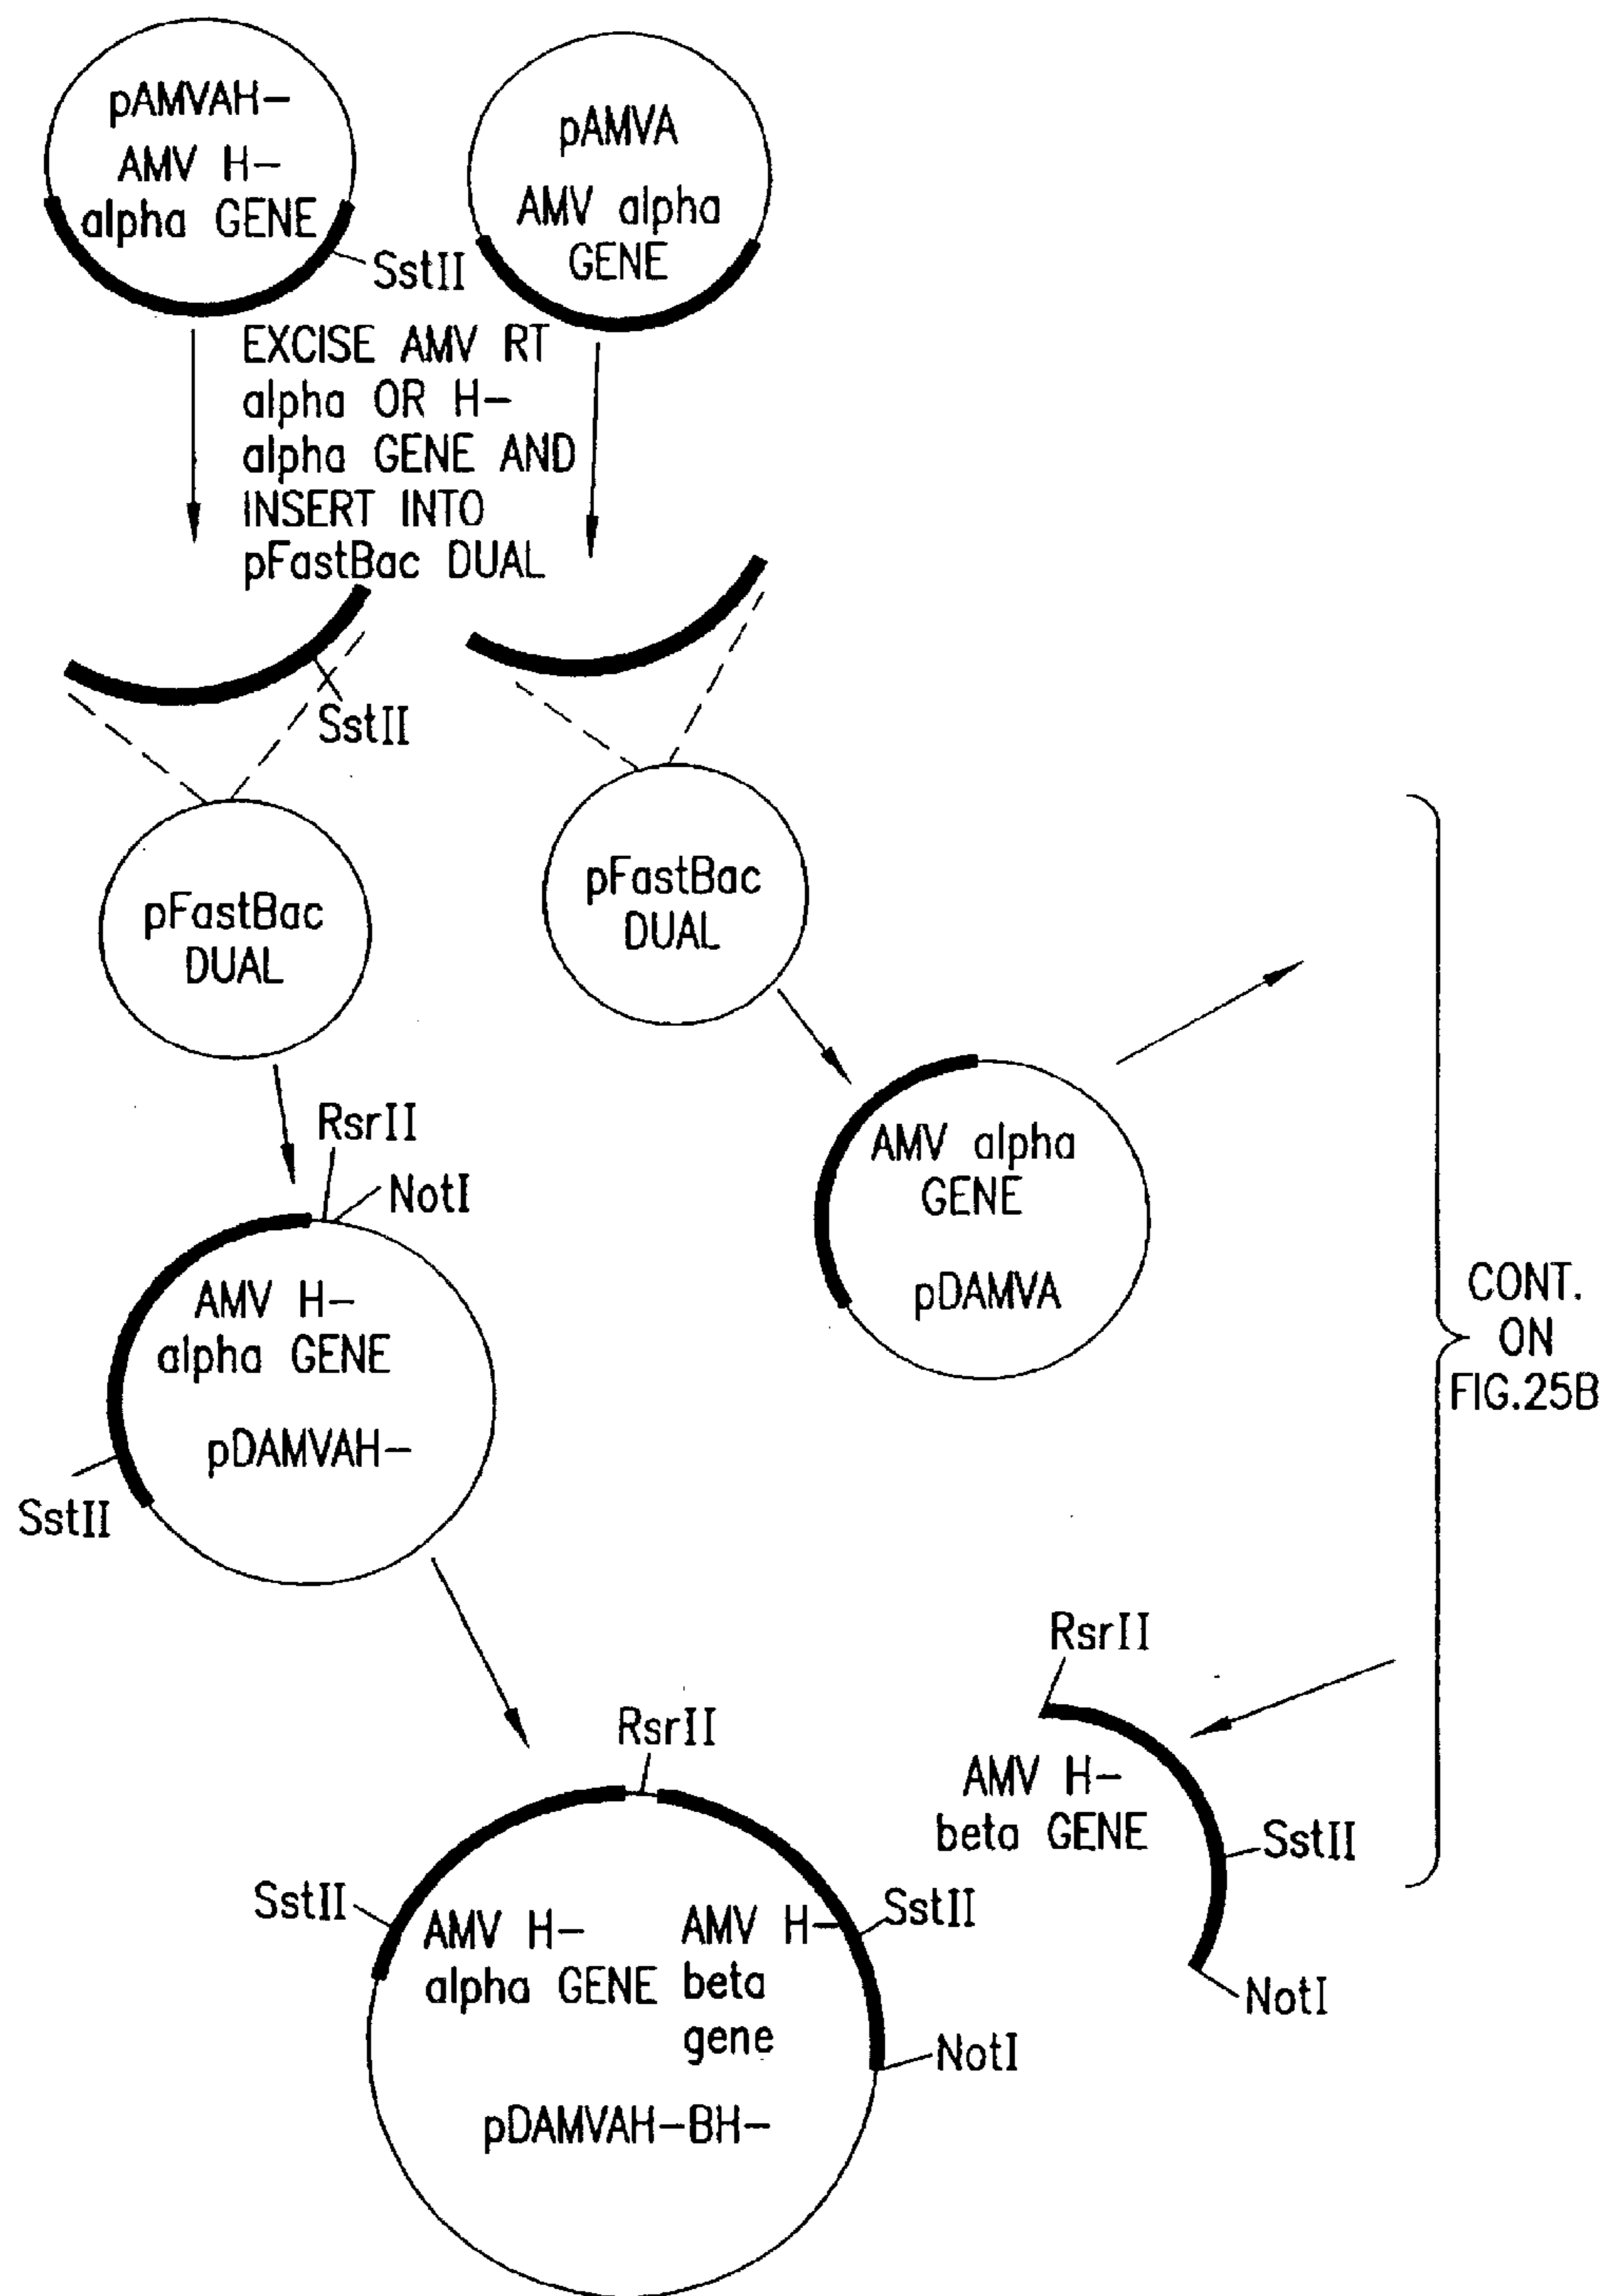 pAMVAH-
AMV H-
alpha GENE
SstII
pAMVA
AMV alpha
GENE
EXCISE AMV RT
alpha OR H-
alpha GENE AND
INSERT INTO
pFastBac DUAL
SstII
pFastBac
DUAL
pFastBac
DUAL
RsrII
NotI
AMV H-
alpha GENE
pDAMVAH-
SstII
AMV alpha
GENE
pDAMVA
CONT.
ON
FIG.25B
RsrII
AMV H-
beta GENE
SstII
NotI
RsrII
SstII
AMV H-
alpha GENE
AMV H-
beta
gene
SstII
NotI
pDAMVAH-BH-